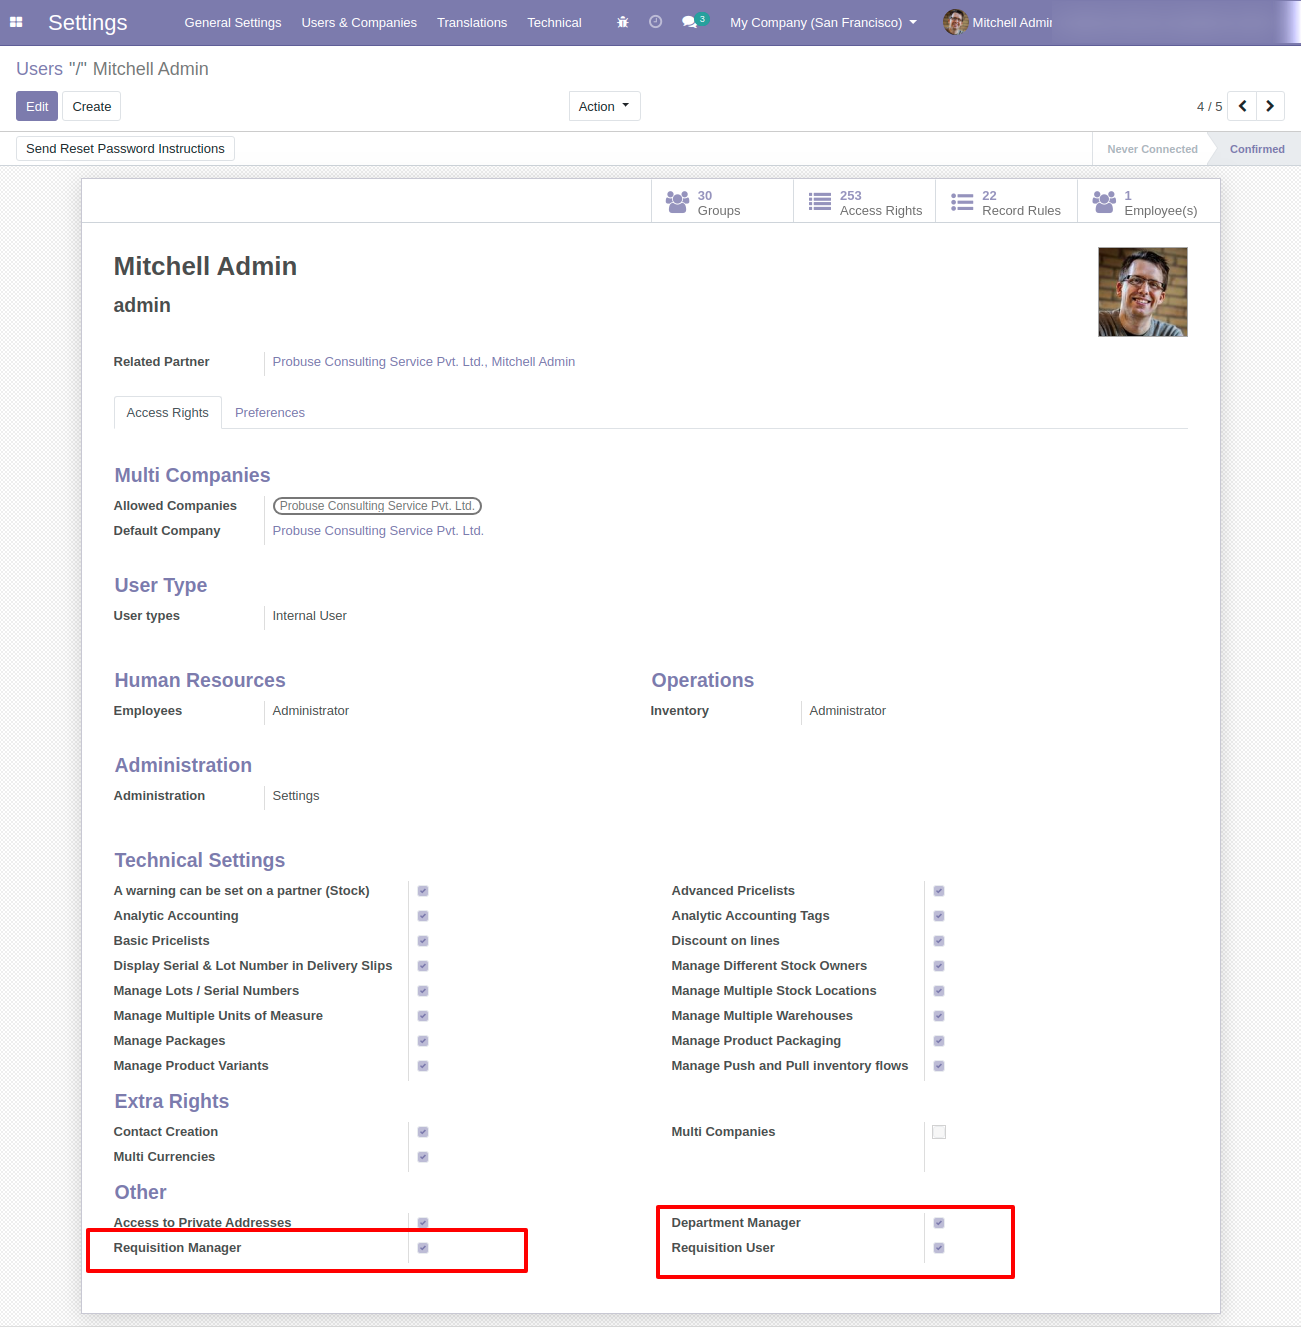 Settings General Settings Users & Companies Translations Technical 3 My Company (San Francisco) Mitchell Admin
Users "/" Mitchell Admin
Edit Create Action 4 / 5
Send Reset Password Instructions Never Connected Confirmed
30 Groups 253 Access Rights 22 Record Rules 1 Employee(s)
Mitchell Admin
admin
Related Partner Probuse Consulting Service Pvt. Ltd., Mitchell Admin
Access Rights Preferences
Multi Companies
Allowed Companies Probuse Consulting Service Pvt. Ltd.
Default Company Probuse Consulting Service Pvt. Ltd.
User Type
User types Internal User
Human Resources Operations
Employees Administrator Inventory Administrator
Administration
Administration Settings
Technical Settings
A warning can be set on a partner (Stock) Advanced Pricelists
Analytic Accounting Analytic Accounting Tags
Basic Pricelists Discount on lines
Display Serial & Lot Number in Delivery Slips Manage Different Stock Owners
Manage Lots / Serial Numbers Manage Multiple Stock Locations
Manage Multiple Units of Measure Manage Multiple Warehouses
Manage Packages Manage Product Packaging
Manage Product Variants Manage Push and Pull inventory flows
Extra Rights
Contact Creation Multi Companies
Multi Currencies
Other
Access to Private Addresses Department Manager
Requisition Manager Requisition User